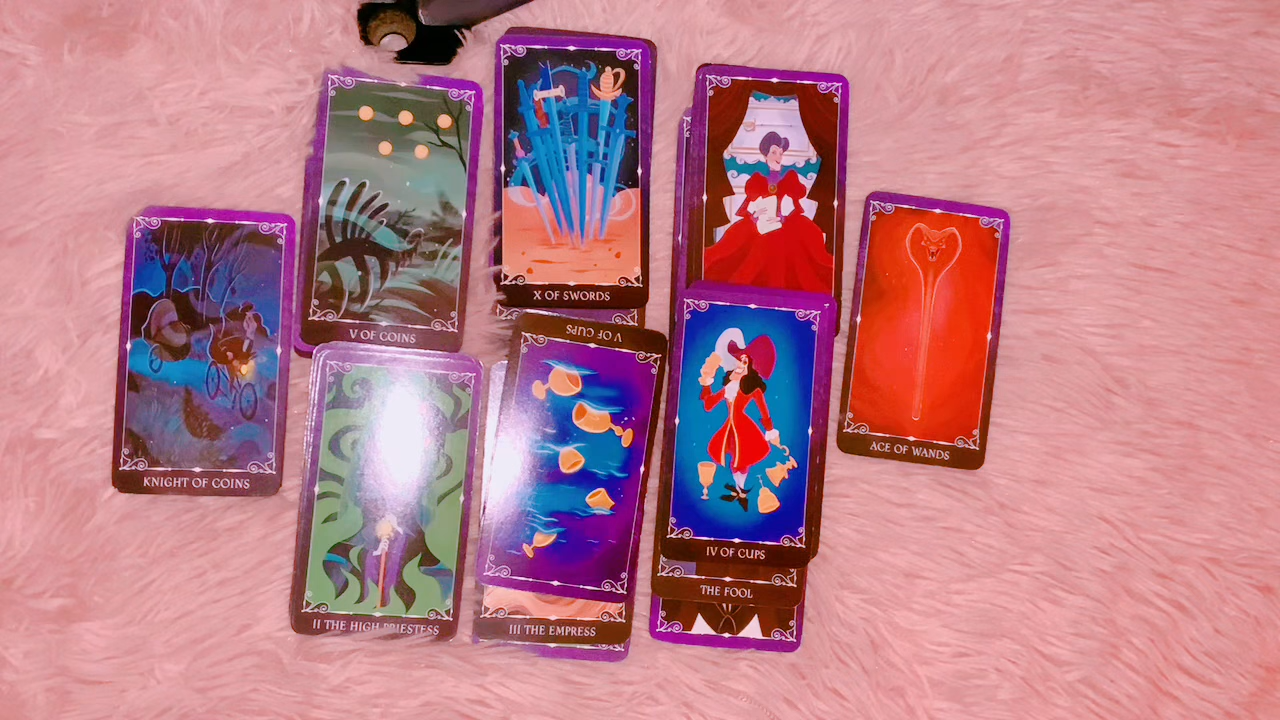 X OF SWORDS
V OF COINS
V OF CUPS
KNIGHT OF COINS
ACE OF WANDS
IV OF CUPS
THE FOOL
II THE HIGH PRIESTESS
III THE EMPRESS